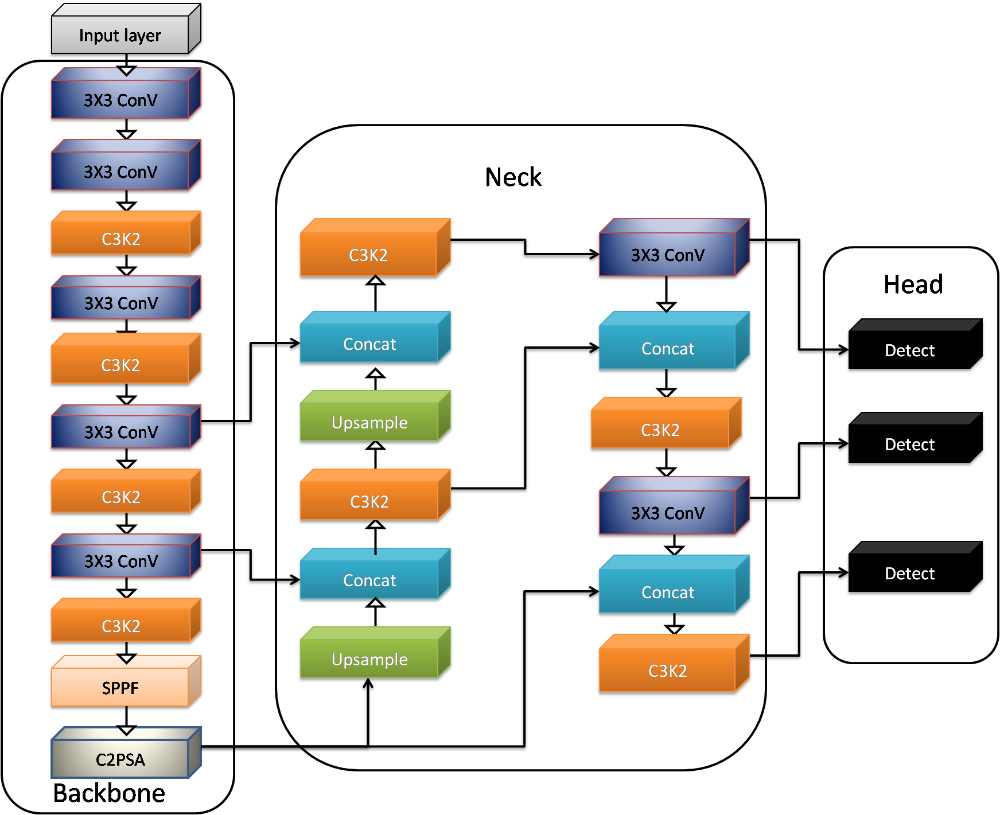 Input layer
3X3 ConV
3X3 ConV
C3K2
3X3 ConV
C3K2
3X3 ConV
C3K2
3X3 ConV
C3K2
SPPF
C2PSA
Backbone
Neck
C3K2
Concat
Upsample
C3K2
Concat
Upsample
3X3 ConV
Concat
C3K2
3X3 ConV
Concat
C3K2
Head
Detect
Detect
Detect